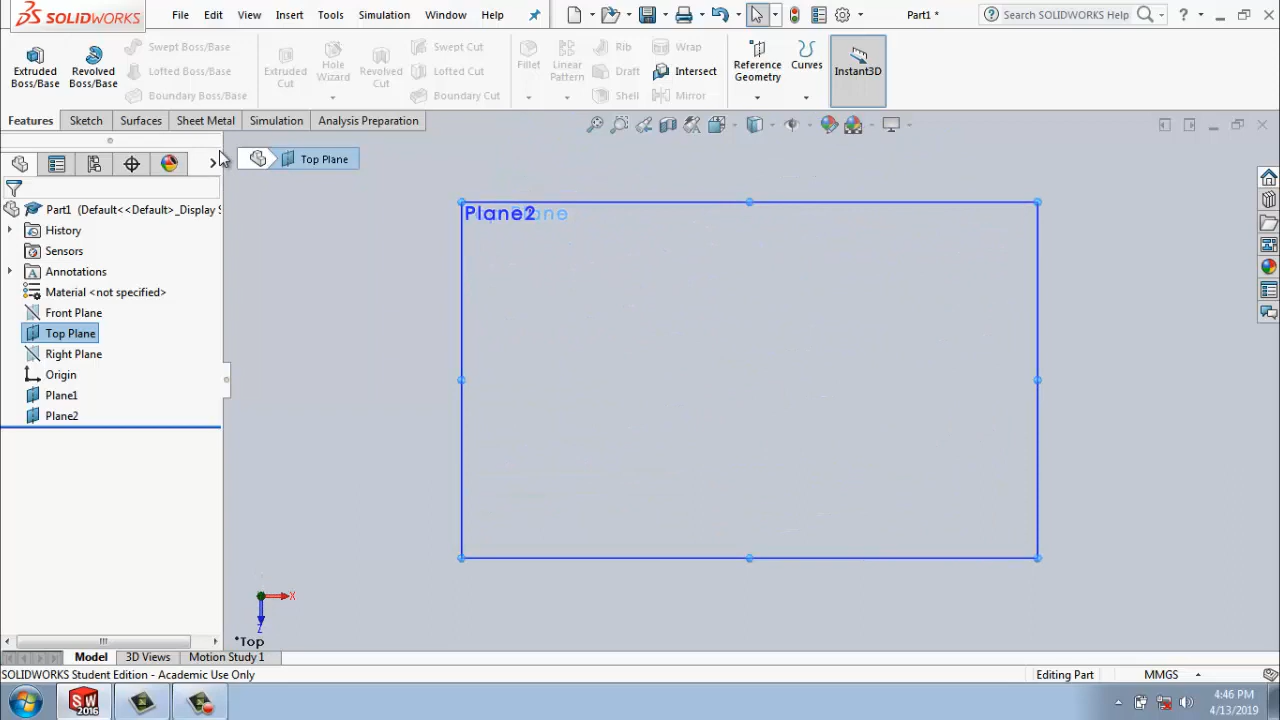 SOLIDWORKS File Edit View Insert Tools Simulation Window Help Part1 * Search SOLIDWORKS Help ?
Extruded Boss/Base
Revolved Boss/Base
Swept Boss/Base
Lofted Boss/Base
Boundary Boss/Base
Extruded Cut
Hole Wizard
Revolved Cut
Swept Cut
Lofted Cut
Boundary Cut
Fillet
Linear Pattern
Rib
Draft
Shell
Wrap
Intersect
Mirror
Reference Geometry
Curves
Instant3D
Features Sketch Surfaces Sheet Metal Simulation Analysis Preparation
Top Plane
Part1 (Default<<Default>_Display S
History
Sensors
Annotations
Material <not specified>
Front Plane
Top Plane
Right Plane
Origin
Plane1
Plane2
Plane2
X
Z
*Top
Model 3D Views Motion Study 1
SOLIDWORKS Student Edition - Academic Use Only Editing Part MMGS
SW 2016
4:46 PM
4/13/2019